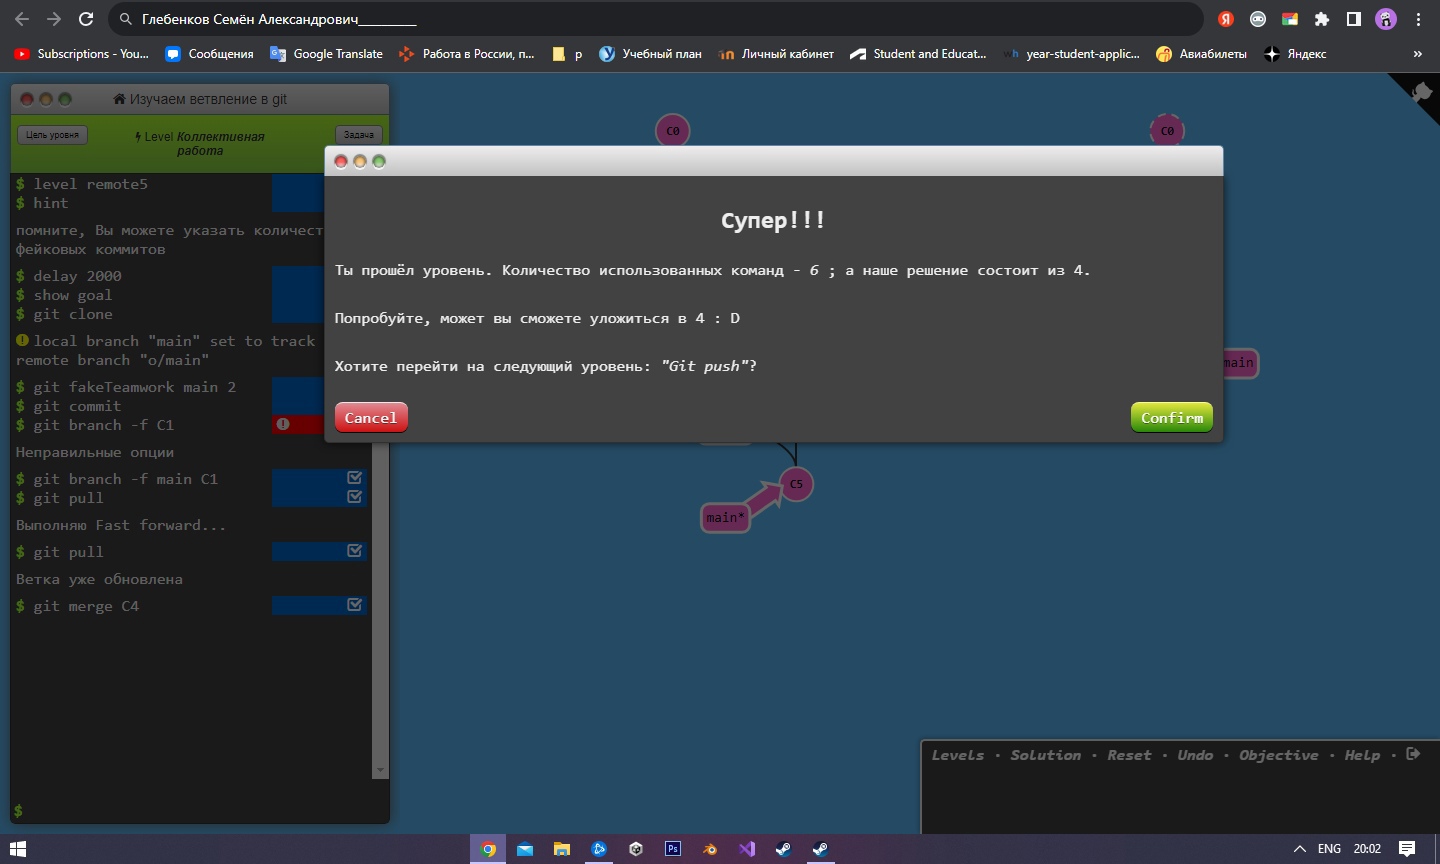 Глебенков Семён Александрович_________
Subscriptions - You...
Сообщения
Google Translate
Работа в России, п...
р
Учебный план
Личный кабинет
Student and Educat...
year-student-applic...
Авиабилеты
Яндекс
»
Изучаем ветвление в git
Цель уровня
Level Коллективная работа
Задача
$ level remote5
$ hint
помните, Вы можете указать количест
фейковых коммитов
$ delay 2000
$ show goal
$ git clone
local branch "main" set to track
remote branch "o/main"
$ git fakeTeamwork main 2
$ git commit
$ git branch -f C1
Неправильные опции
$ git branch -f main C1
$ git pull
Выполняю Fast forward...
$ git pull
Ветка уже обновлена
$ git merge C4
$
C0
C0
Супер!!!
Ты прошёл уровень. Количество использованных команд - 6 ; а наше решение состоит из 4.
Попробуйте, может вы сможете уложиться в 4 : D
Хотите перейти на следующий уровень: "Git push"?
Cancel
Confirm
main
C5
main*
Levels · Solution · Reset · Undo · Objective · Help ·
Ps
ENG
20:02